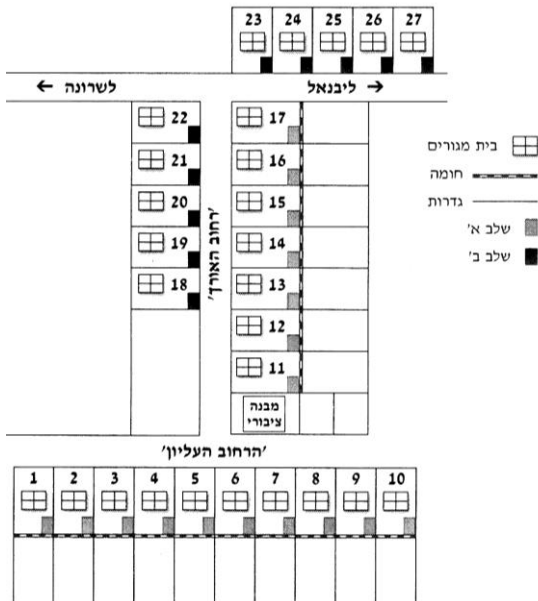 23 24 25 26 27
לשרונה ←
ליבנאל →
22
21
20
19
18
'רחוב האורך'
17
16
15
14
13
12
11
מבנה
ציבורי
'הרחוב העליון'
1 2 3 4 5 6 7 8 9 10
בית מגורים
חומה
גדרות
שלב א'
שלב ב'